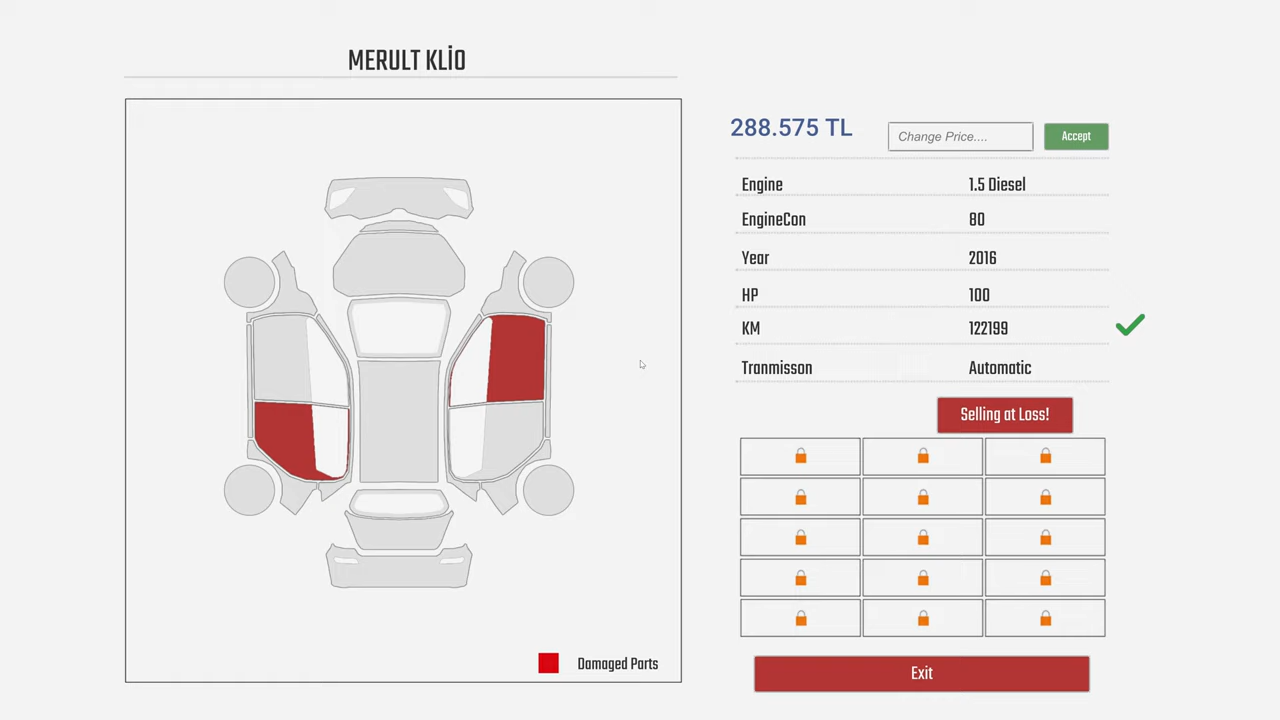 MERULT KLİO
288.575 TL
Change Price....
Accept
Engine 1.5 Diesel
EngineCon 80
Year 2016
HP 100
KM 122199
Tranmisson Automatic
Selling at Loss!
Damaged Parts
Exit